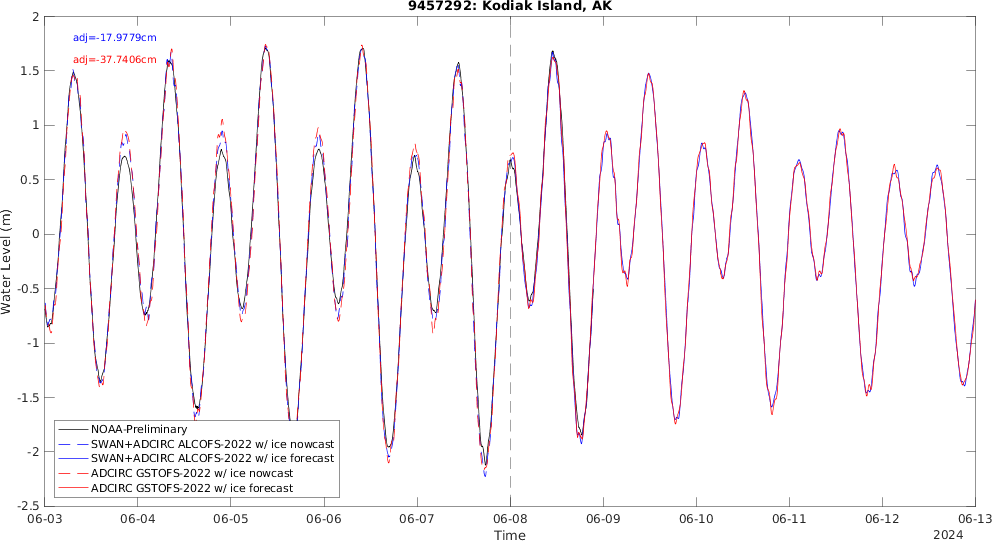 9457292: Kodiak Island, AK
adj=-17.9779cm
adj=-37.7406cm
Water Level (m)
2
1.5
1
0.5
0
-0.5
-1
-1.5
-2
-2.5
NOAA-Preliminary
SWAN+ADCIRC ALCOFS-2022 w/ ice nowcast
SWAN+ADCIRC ALCOFS-2022 w/ ice forecast
ADCIRC GSTOFS-2022 w/ ice nowcast
ADCIRC GSTOFS-2022 w/ ice forecast
06-03 06-04 06-05 06-06 06-07 06-08 06-09 06-10 06-11 06-12 06-13
Time
2024